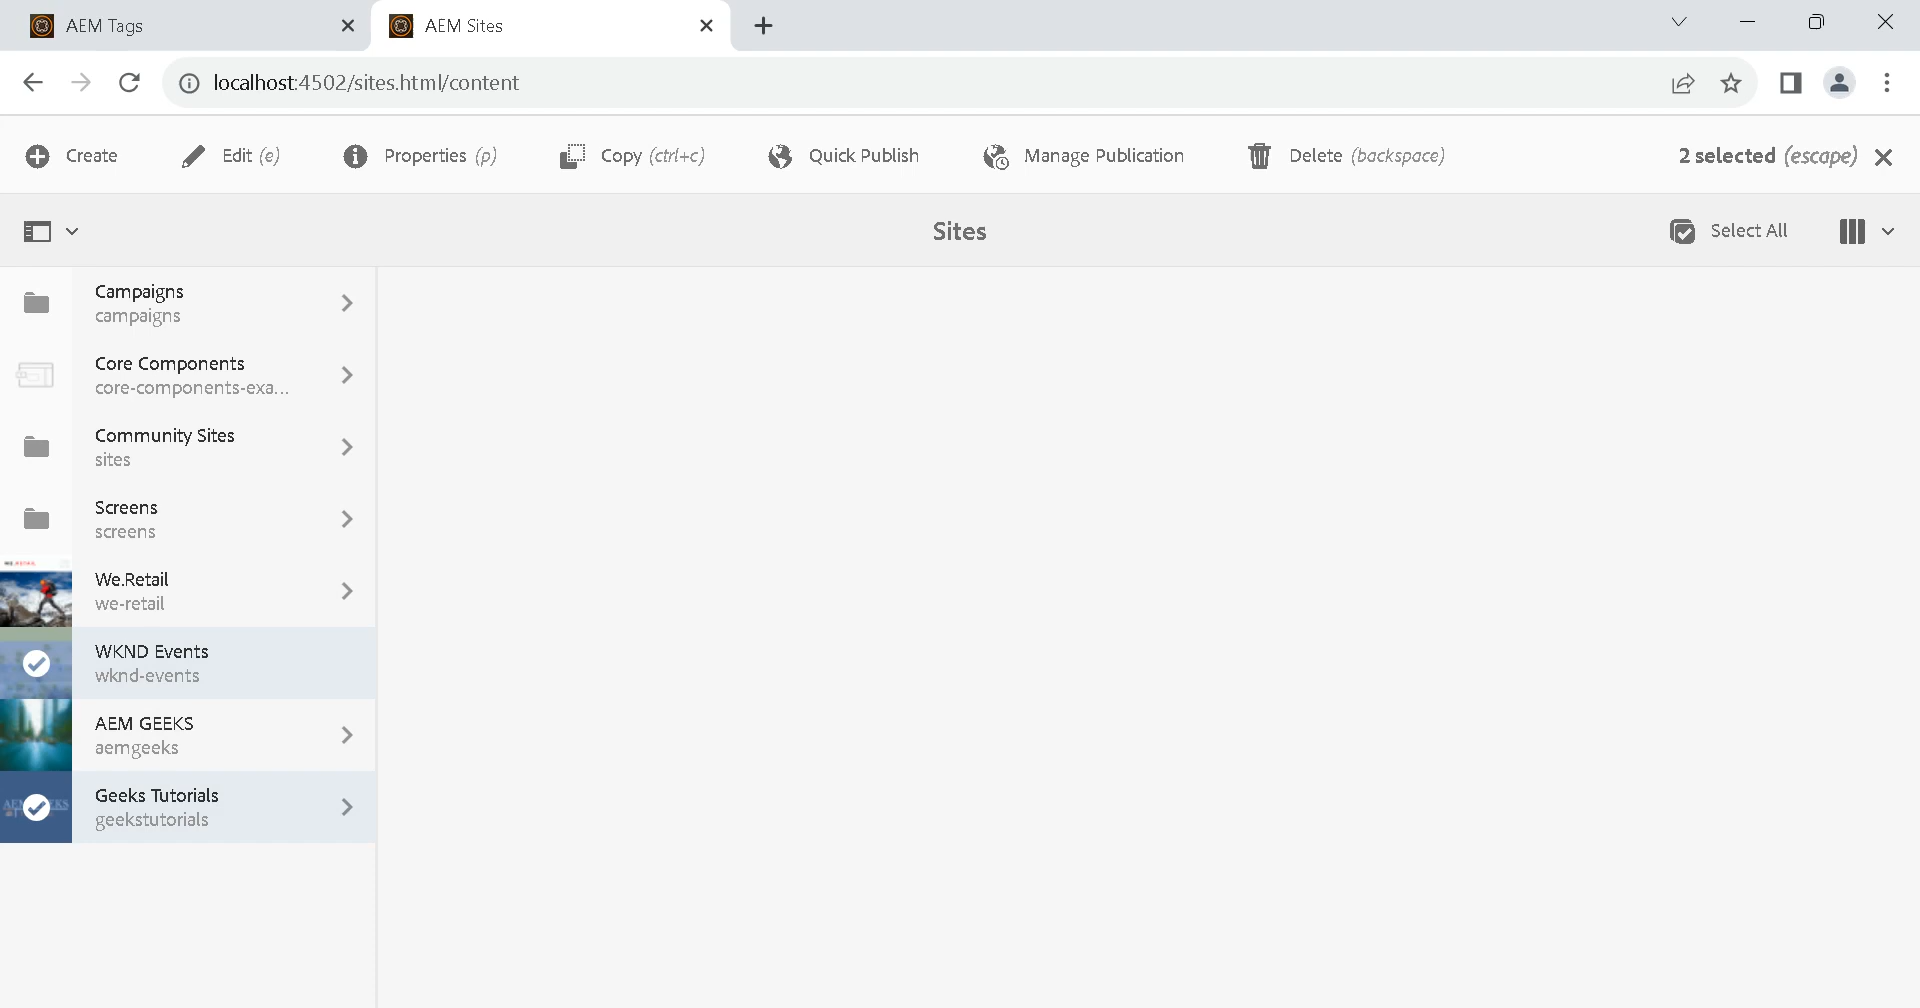 AEM Tags
AEM Sites
localhost:4502/sites.html/content
Create
Edit (e)
Properties (p)
Copy (ctrl+c)
Quick Publish
Manage Publication
Delete (backspace)
2 selected (escape)
Sites
Select All
Campaigns
campaigns
Core Components
core-components-exa...
Community Sites
sites
Screens
screens
We.Retail
we-retail
WKND Events
wknd-events
AEM GEEKS
aemgeeks
Geeks Tutorials
geekstutorials